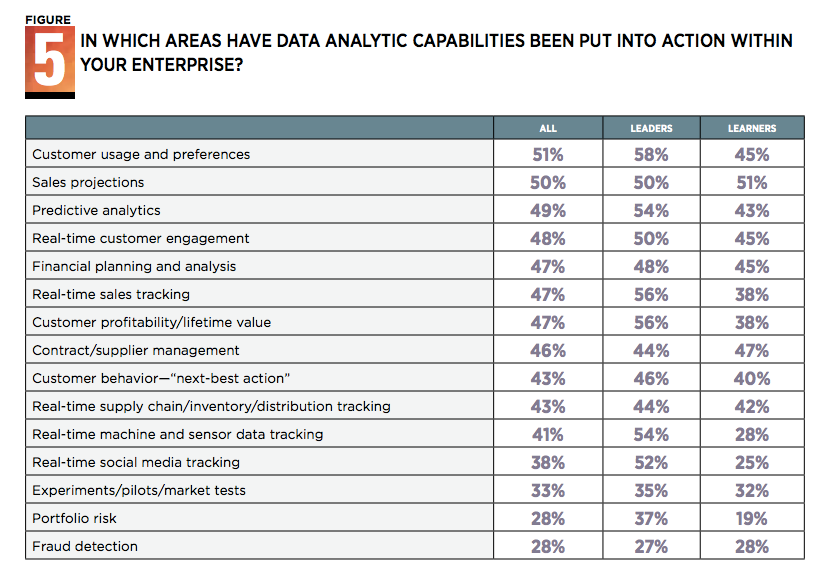 FIGURE
5
IN WHICH AREAS HAVE DATA ANALYTIC CAPABILITIES BEEN PUT INTO ACTION WITHIN
YOUR ENTERPRISE?
ALL LEADERS LEARNERS
Customer usage and preferences 51% 58% 45%
Sales projections 50% 50% 51%
Predictive analytics 49% 54% 43%
Real-time customer engagement 48% 50% 45%
Financial planning and analysis 47% 48% 45%
Real-time sales tracking 47% 56% 38%
Customer profitability/lifetime value 47% 56% 38%
Contract/supplier management 46% 44% 47%
Customer behavior—“next-best action” 43% 46% 40%
Real-time supply chain/inventory/distribution tracking 43% 44% 42%
Real-time machine and sensor data tracking 41% 54% 28%
Real-time social media tracking 38% 52% 25%
Experiments/pilots/market tests 33% 35% 32%
Portfolio risk 28% 37% 19%
Fraud detection 28% 27% 28%